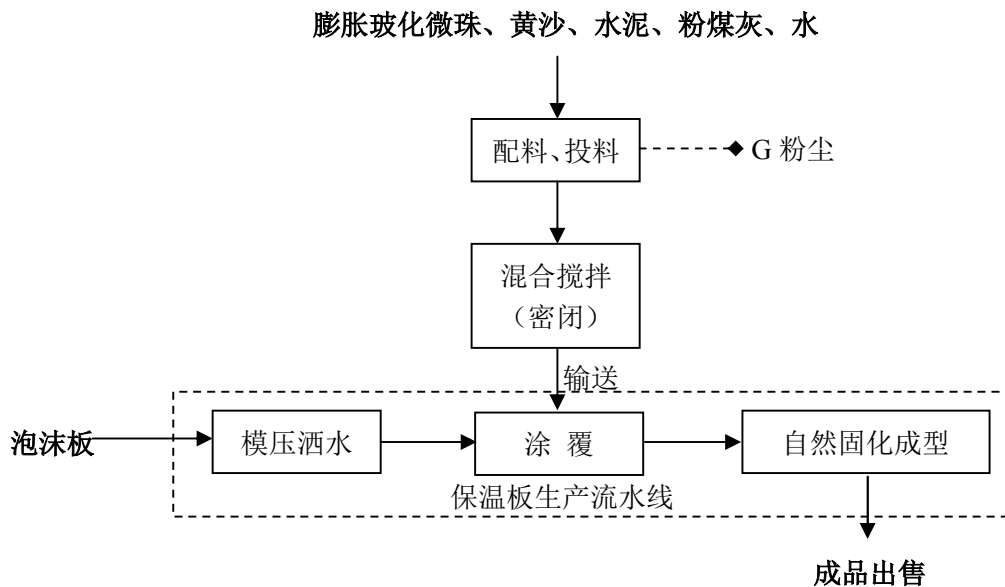 膨胀玻化微珠、黄沙、水泥、粉煤灰、水
配料、投料
G 粉尘
混合搅拌
（密闭）
输送
泡沫板
模压洒水
涂 覆
自然固化成型
保温板生产流水线
成品出售